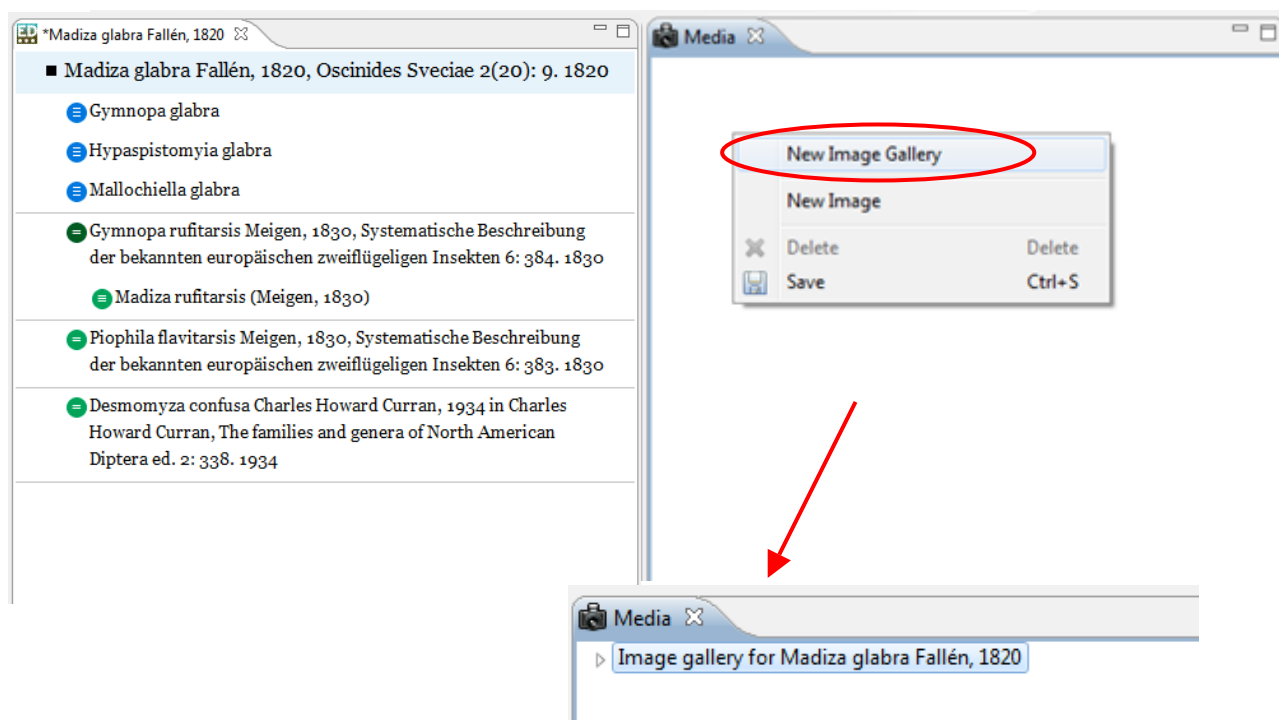 *Madiza glabra Fallén, 1820
Madiza glabra Fallén, 1820, Oscinides Sveciae 2(20): 9. 1820
Gymnopa glabra
Hypaspistomyia glabra
Mallochiella glabra
Gymnopa rufitarsis Meigen, 1830, Systematische Beschreibung
der bekannten europäischen zweiflügeligen Insekten 6: 384. 1830
Madiza rufitarsis (Meigen, 1830)
Piophila flavitarsis Meigen, 1830, Systematische Beschreibung
der bekannten europäischen zweiflügeligen Insekten 6: 383. 1830
Desmomyza confusa Charles Howard Curran, 1934 in Charles
Howard Curran, The families and genera of North American
Diptera ed. 2: 338. 1934
Media
New Image Gallery
New Image
Delete Delete
Save Ctrl+S
Media
Image gallery for Madiza glabra Fallén, 1820